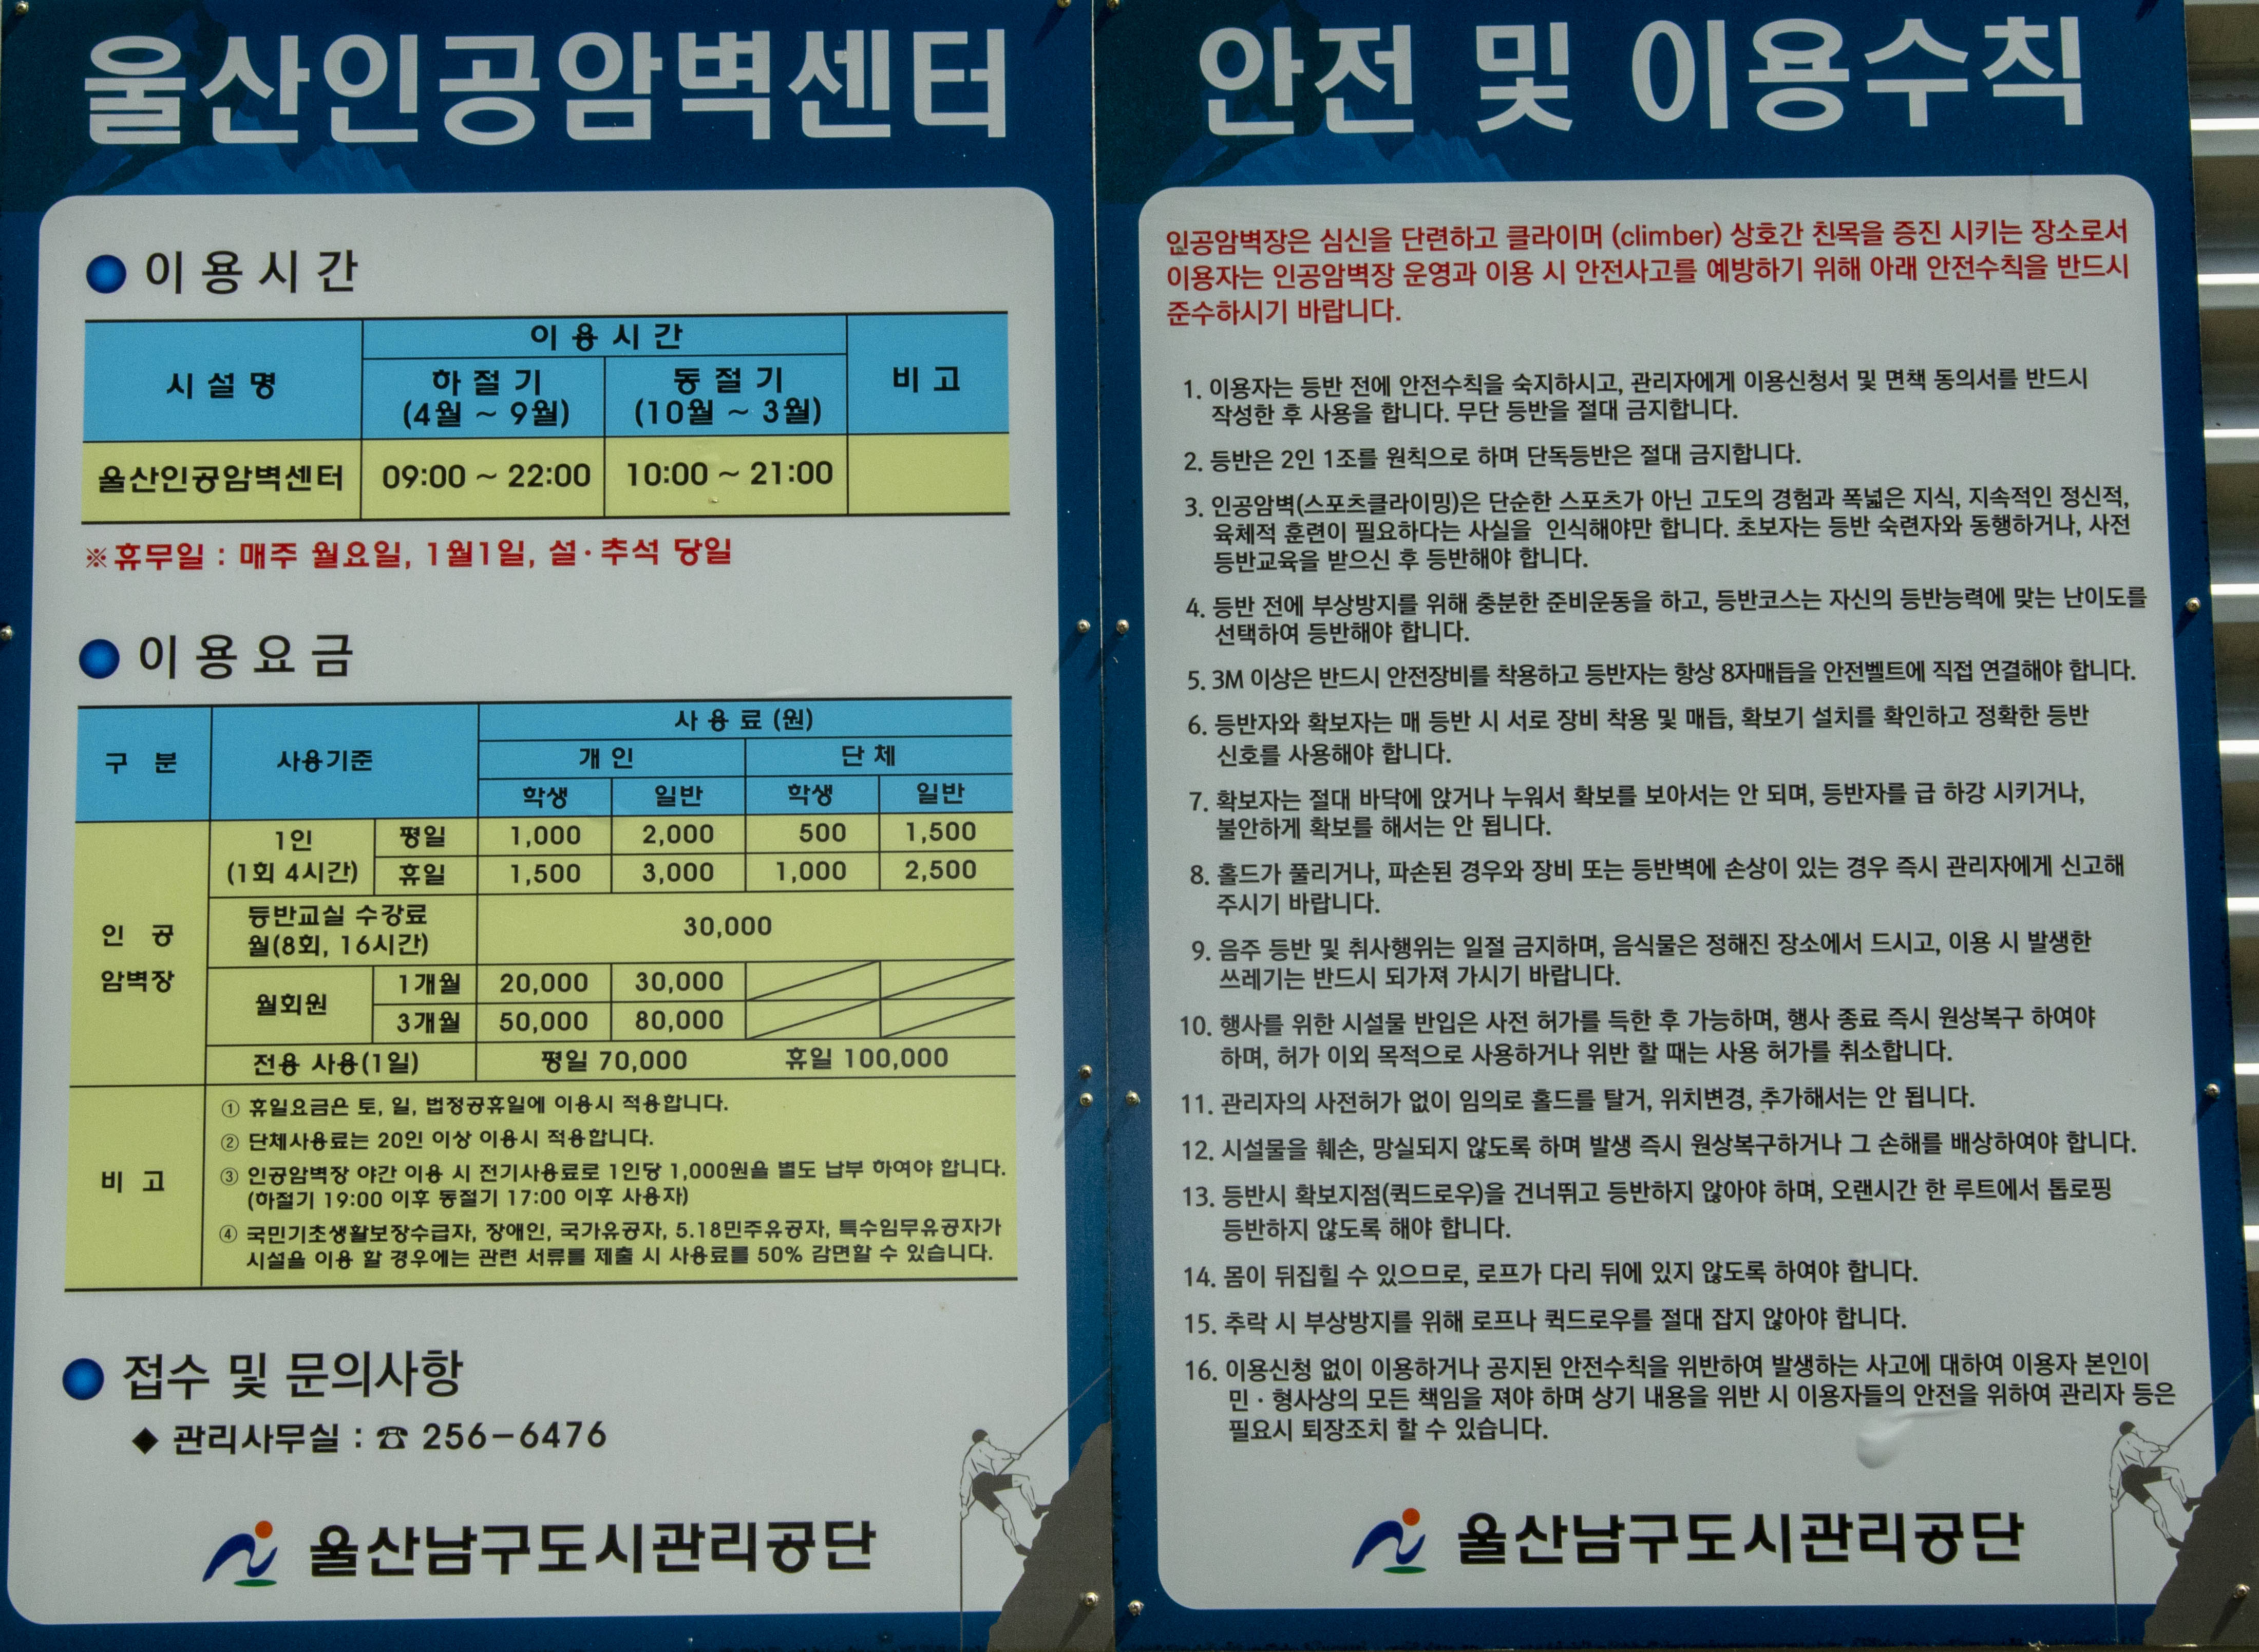 울산인공암벽센터
이용시간
시설명
이용시간
비고
하절기
(4월 ~ 9월)
동절기
(10월 ~ 3월)
울산인공암벽센터
09:00 ~ 22:00
10:00 ~ 21:00
※휴무일 : 매주 월요일, 1월1일, 설·추석 당일
이용요금
구 분
사용기준
사용료(원)
개인
단체
학생
일반
학생
일반
인 공
암벽장
1인
(1회 4시간)
평일
1,000
2,000
500
1,500
휴일
1,500
3,000
1,000
2,500
등반교실 수강료
월(8회, 16시간)
30,000
월회원
1개월
20,000
30,000
3개월
50,000
80,000
전용 사용(1일)
평일 70,000
휴일 100,000
비 고
① 휴일요금은 토, 일, 법정공휴일에 이용시 적용합니다.
② 단체사용료는 20인 이상 이용시 적용합니다.
③ 인공암벽장 야간 이용 시 전기사용료로 1인당 1,000원을 별도 납부 하여야 합니다.
(하절기 19:00 이후 동절기 17:00 이후 사용자)
④ 국민기초생활보장수급자, 장애인, 국가유공자, 5.18민주유공자, 특수임무유공자가
시설을 이용 할 경우에는 관련 서류를 제출 시 사용료를 50% 감면할 수 있습니다.
접수 및 문의사항
◆ 관리사무실 : ☎ 256-6476
울산남구도시관리공단
안전 및 이용수칙
인공암벽장은 심신을 단련하고 클라이머 (climber) 상호간 친목을 증진 시키는 장소로서
이용자는 인공암벽장 운영과 이용 시 안전사고를 예방하기 위해 아래 안전수칙을 반드시
준수하시기 바랍니다.
1. 이용자는 등반 전에 안전수칙을 숙지하시고, 관리자에게 이용신청서 및 면책 동의서를 반드시
작성한 후 사용을 합니다. 무단 등반을 절대 금지합니다.
2. 등반은 2인 1조를 원칙으로 하며 단독등반은 절대 금지합니다.
3. 인공암벽(스포츠클라이밍)은 단순한 스포츠가 아닌 고도의 경험과 폭넓은 지식, 지속적인 정신적,
육체적 훈련이 필요하다는 사실을 인식해야만 합니다. 초보자는 등반 숙련자와 동행하거나, 사전
등반교육을 받으신 후 등반해야 합니다.
4. 등반 전에 부상방지를 위해 충분한 준비운동을 하고, 등반코스는 자신의 등반능력에 맞는 난이도를
선택하여 등반해야 합니다.
5. 3M 이상은 반드시 안전장비를 착용하고 등반자는 항상 8자매듭을 안전벨트에 직접 연결해야 합니다.
6. 등반자와 확보자는 매 등반 시 서로 장비 착용 및 매듭, 확보기 설치를 확인하고 정확한 등반
신호를 사용해야 합니다.
7. 확보자는 절대 바닥에 앉거나 누워서 확보를 보아서는 안 되며, 등반자를 급 하강 시키거나,
불안하게 확보를 해서는 안 됩니다.
8. 홀드가 풀리거나, 파손된 경우와 장비 또는 등반벽에 손상이 있는 경우 즉시 관리자에게 신고해
주시기 바랍니다.
9. 음주 등반 및 취사행위는 일절 금지하며, 음식물은 정해진 장소에서 드시고, 이용 시 발생한
쓰레기는 반드시 되가져 가시기 바랍니다.
10. 행사를 위한 시설물 반입은 사전 허가를 득한 후 가능하며, 행사 종료 즉시 원상복구 하여야
하며, 허가 이외 목적으로 사용하거나 위반 할 때는 사용 허가를 취소합니다.
11. 관리자의 사전허가 없이 임의로 홀드를 탈거, 위치변경, 추가해서는 안 됩니다.
12. 시설물을 훼손, 망실되지 않도록 하며 발생 즉시 원상복구하거나 그 손해를 배상하여야 합니다.
13. 등반시 확보지점(퀵드로우)을 건너뛰고 등반하지 않아야 하며, 오랜시간 한 루트에서 톱로핑
등반하지 않도록 해야 합니다.
14. 몸이 뒤집힐 수 있으므로, 로프가 다리 뒤에 있지 않도록 하여야 합니다.
15. 추락 시 부상방지를 위해 로프나 퀵드로우를 절대 잡지 않아야 합니다.
16. 이용신청 없이 이용하거나 공지된 안전수칙을 위반하여 발생하는 사고에 대하여 이용자 본인이
민·형사상의 모든 책임을 져야 하며 상기 내용을 위반 시 이용자들의 안전을 위하여 관리자 등은
필요시 퇴장조치 할 수 있습니다.
울산남구도시관리공단